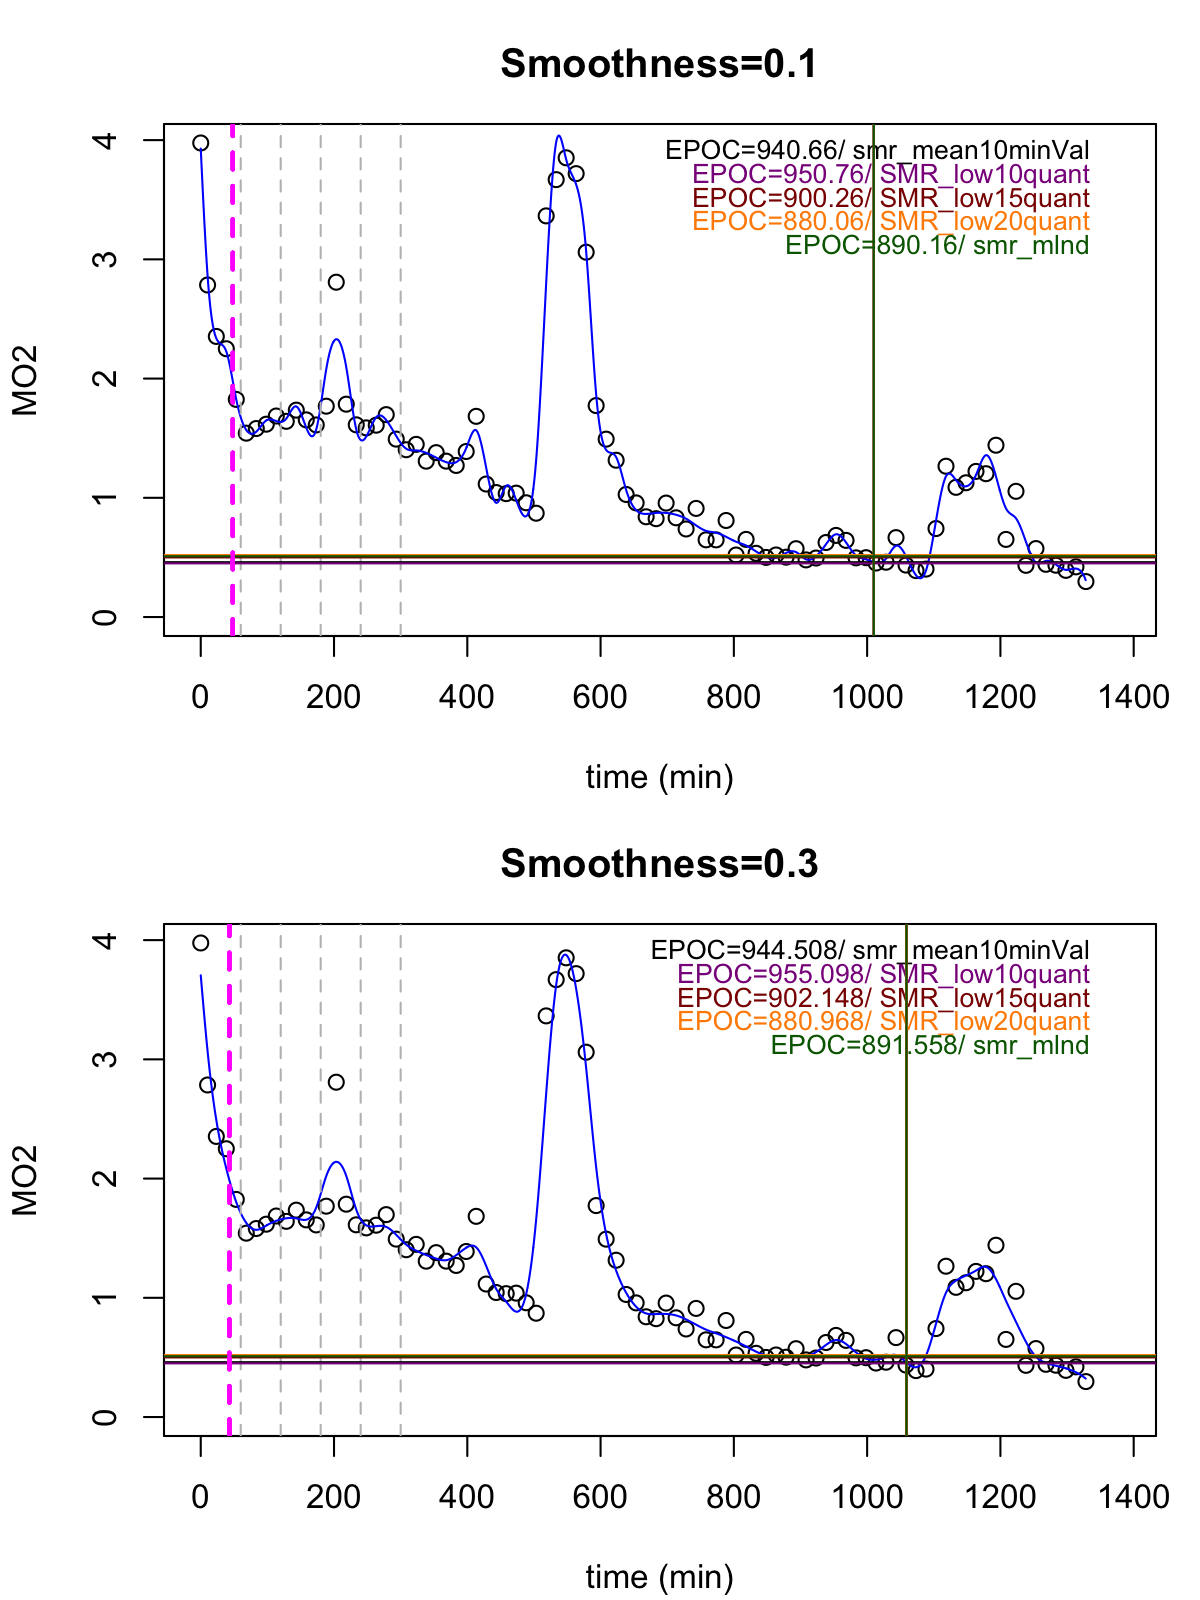 Smoothness=0.1
EPOC=940.66/ smr_mean10minVal
EPOC=950.76/ SMR_low10quant
EPOC=900.26/ SMR_low15quant
EPOC=880.06/ SMR_low20quant
EPOC=890.16/ smr_mlnd
4
3
2
1
0
MO2
0 200 400 600 800 1000 1200 1400
time (min)
Smoothness=0.3
EPOC=944.508/ smr_mean10minVal
EPOC=955.098/ SMR_low10quant
EPOC=902.148/ SMR_low15quant
EPOC=880.968/ SMR_low20quant
EPOC=891.558/ smr_mlnd
4
3
2
1
0
MO2
0 200 400 600 800 1000 1200 1400
time (min)